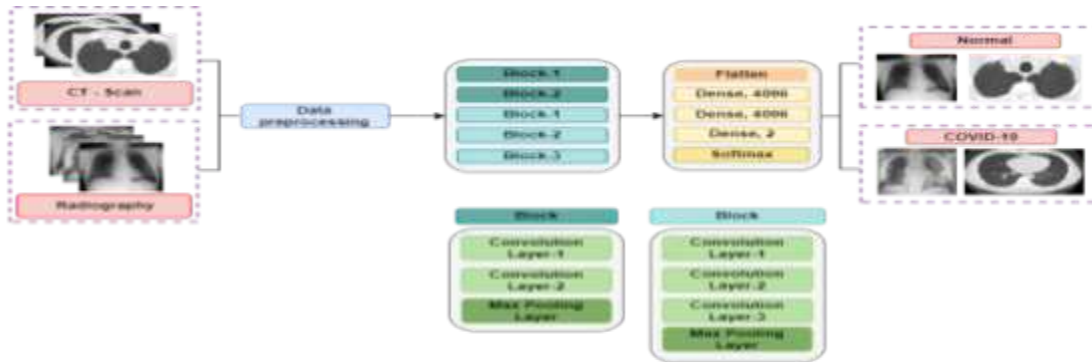 CT - Scan
Radiography
Data
preprocessing
Block-1
Block-2
Block-1
Block-2
Block-3
Flatten
Dense, 4096
Dense, 4096
Dense, 2
Softmax
Normal
COVID-19
Block
Convolution
Layer-1
Convolution
Layer-2
Max Pooling
Layer
Block
Convolution
Layer-1
Convolution
Layer-2
Convolution
Layer-3
Max Pooling
Layer